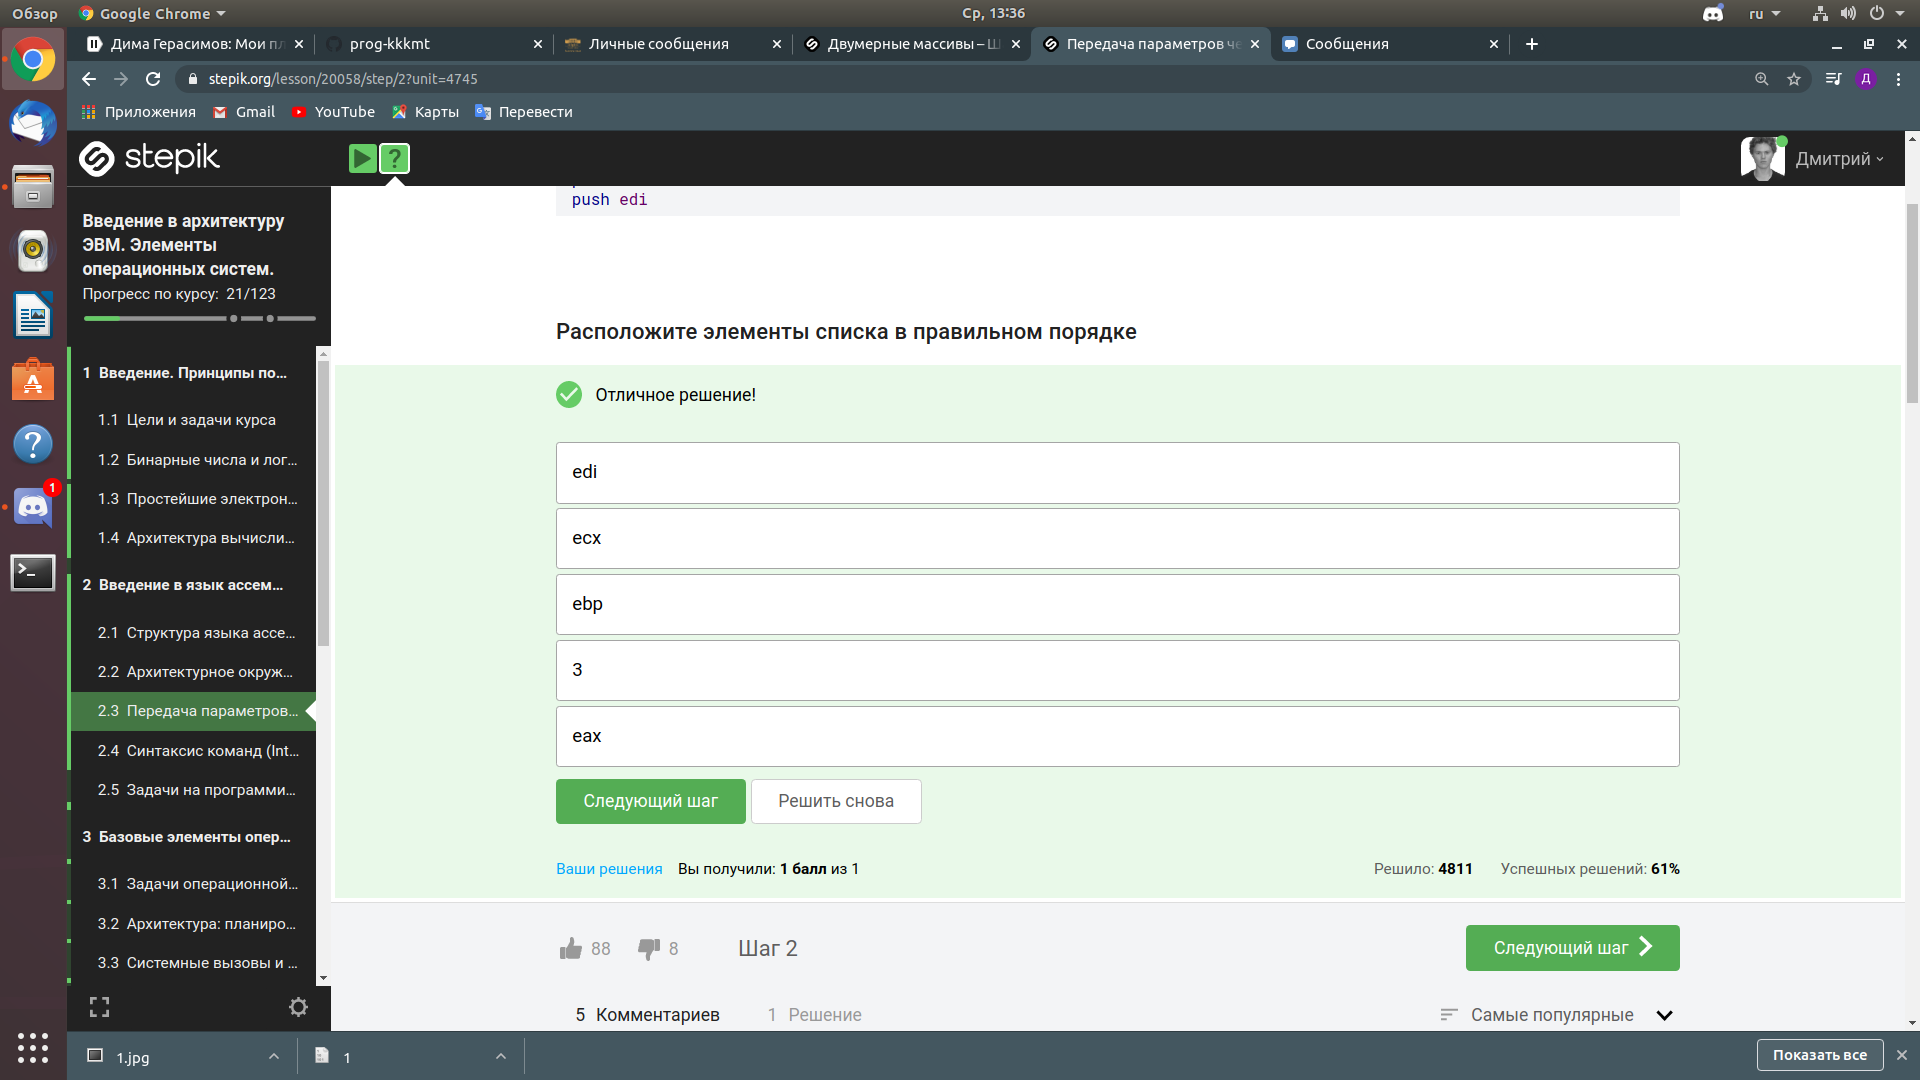 Обзор
Google Chrome
Ср, 13:36
ru
Дима Герасимов: Мои пл
prog-kkkmt
Личные сообщения
Двумерные массивы – Ш
Передача параметров че
Сообщения
stepik.org/lesson/20058/step/2?unit=4745
Д
Приложения
Gmail
YouTube
Карты
Перевести
stepik
?
Дмитрий
push edi
Введение в архитектуру
ЭВМ. Элементы
операционных систем.
Прогресс по курсу: 21/123
1 Введение. Принципы по...
1.1 Цели и задачи курса
1.2 Бинарные числа и лог...
1.3 Простейшие электрон...
1.4 Архитектура вычисли...
2 Введение в язык ассем...
2.1 Структура языка ассе...
2.2 Архитектурное окруж...
2.3 Передача параметров...
2.4 Синтаксис команд (Int...
2.5 Задачи на программи...
3 Базовые элементы опер...
3.1 Задачи операционной...
3.2 Архитектура: планиро...
3.3 Системные вызовы и ...
Расположите элементы списка в правильном порядке
Отличное решение!
edi
ecx
ebp
3
eax
Следующий шаг
Решить снова
Ваши решения
Вы получили: 1 балл из 1
Решило: 4811
Успешных решений: 61%
88
8
Шаг 2
Следующий шаг
5 Комментариев
1 Решение
Самые популярные
1
1.jpg
1
Показать все